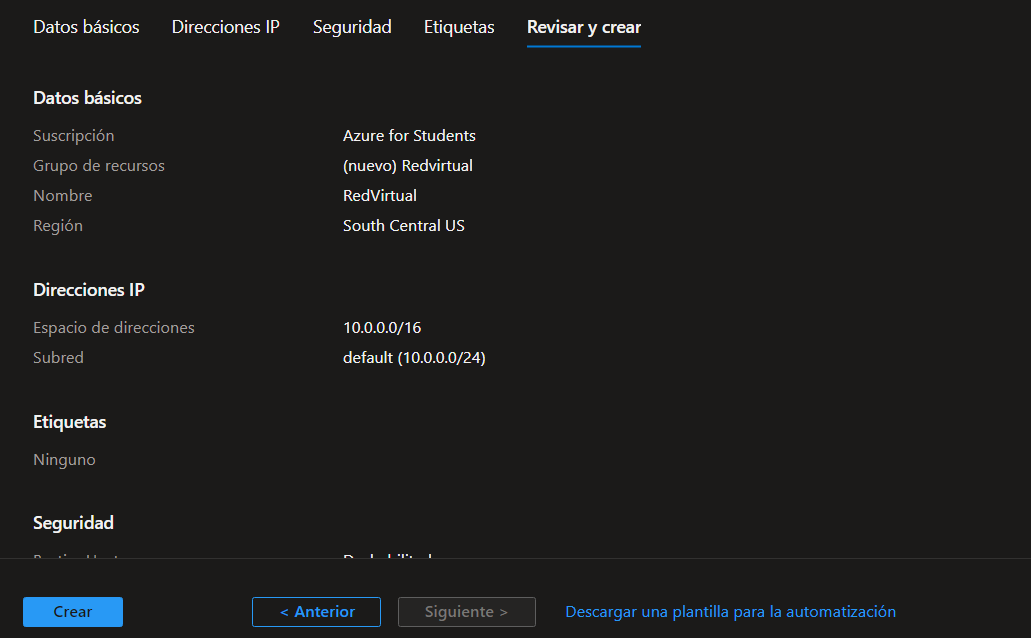 Datos básicos Direcciones IP Seguridad Etiquetas Revisar y crear
Datos básicos
Suscripción Azure for Students
Grupo de recursos (nuevo) Redvirtual
Nombre RedVirtual
Región South Central US
Direcciones IP
Espacio de direcciones 10.0.0.0/16
Subred default (10.0.0.0/24)
Etiquetas
Ninguno
Seguridad
Crear < Anterior Siguiente > Descargar una plantilla para la automatización